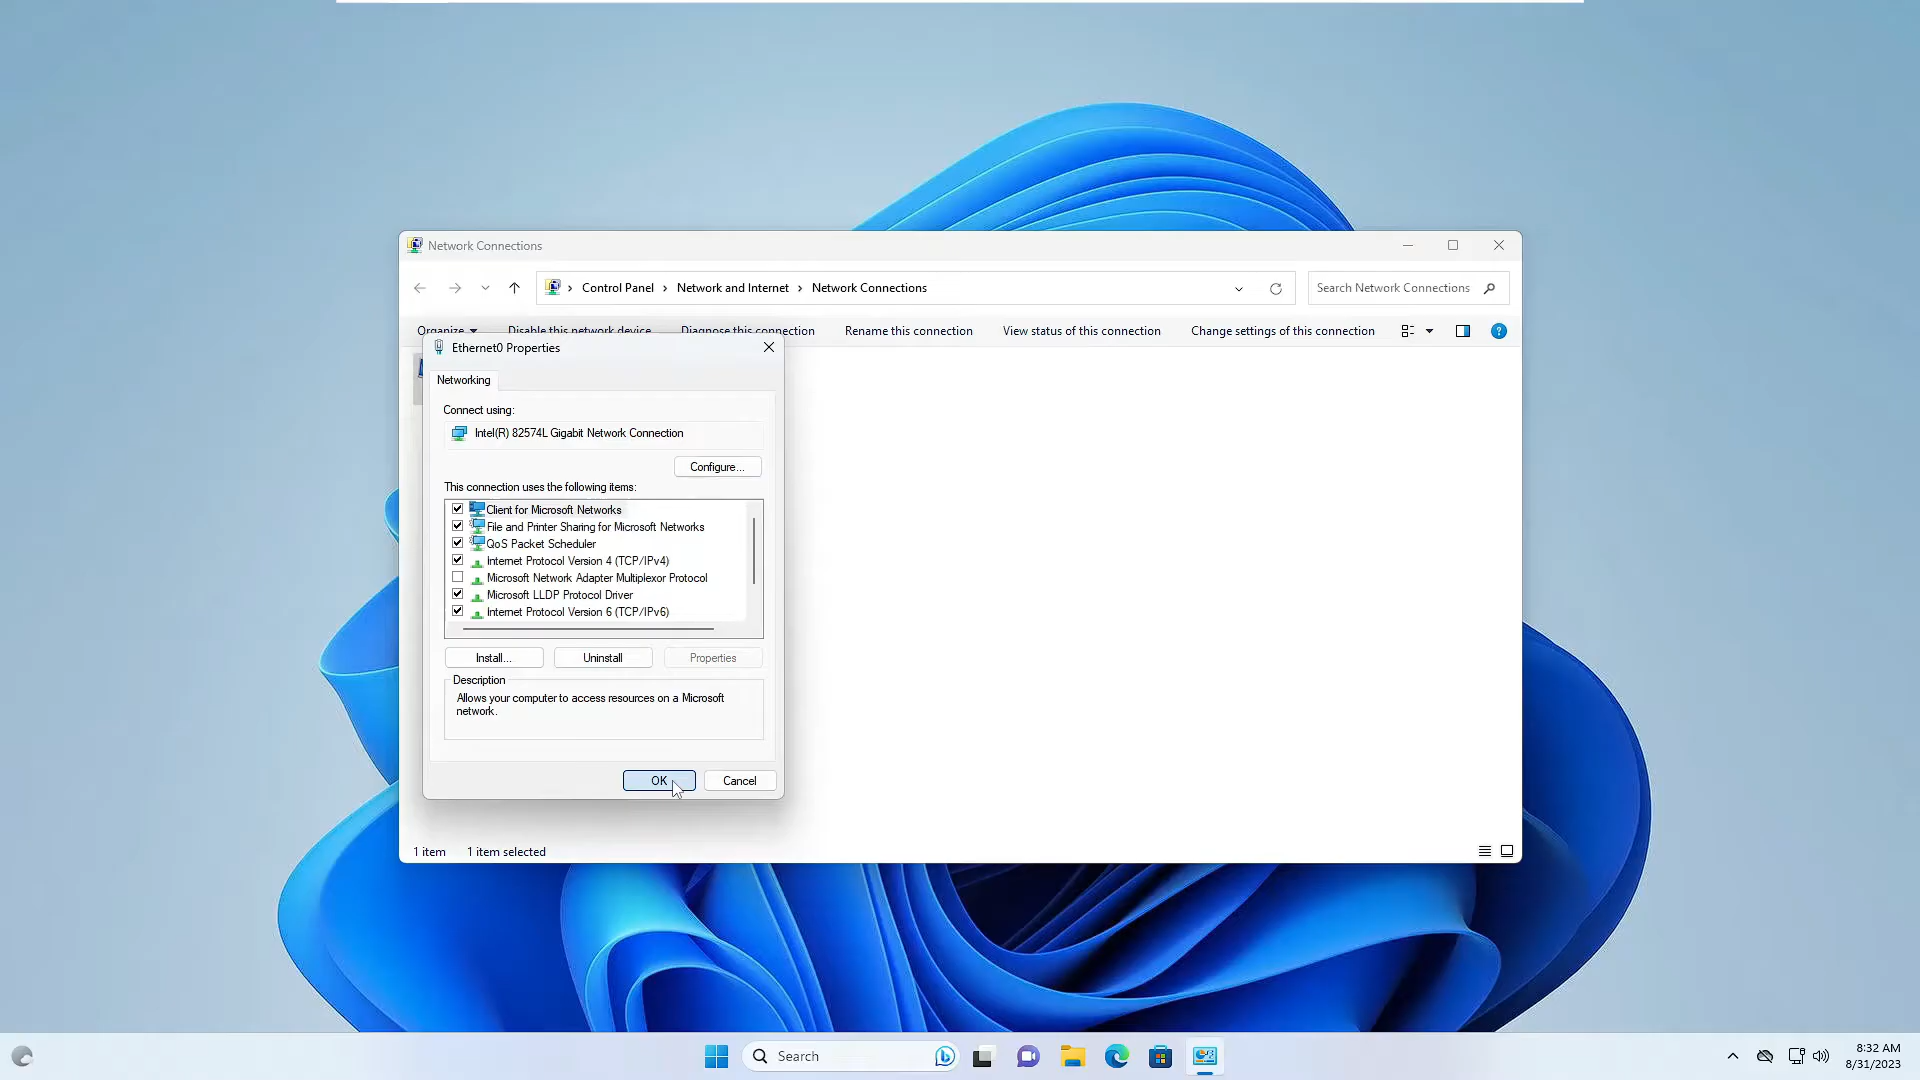 Network Connections
Control Panel > Network and Internet > Network Connections
Search Network Connections
Organize Disable this network device Diagnose this connection Rename this connection View status of this connection Change settings of this connection
Ethernet0 Properties
Networking
Connect using:
Intel(R) 82574L Gigabit Network Connection
Configure...
This connection uses the following items:
Client for Microsoft Networks
File and Printer Sharing for Microsoft Networks
QoS Packet Scheduler
Internet Protocol Version 4 (TCP/IPv4)
Microsoft Network Adapter Multiplexor Protocol
Microsoft LLDP Protocol Driver
Internet Protocol Version 6 (TCP/IPv6)
Install... Uninstall Properties
Description
Allows your computer to access resources on a Microsoft
network.
OK Cancel
1 item 1 item selected
Search
8:32 AM
8/31/2023